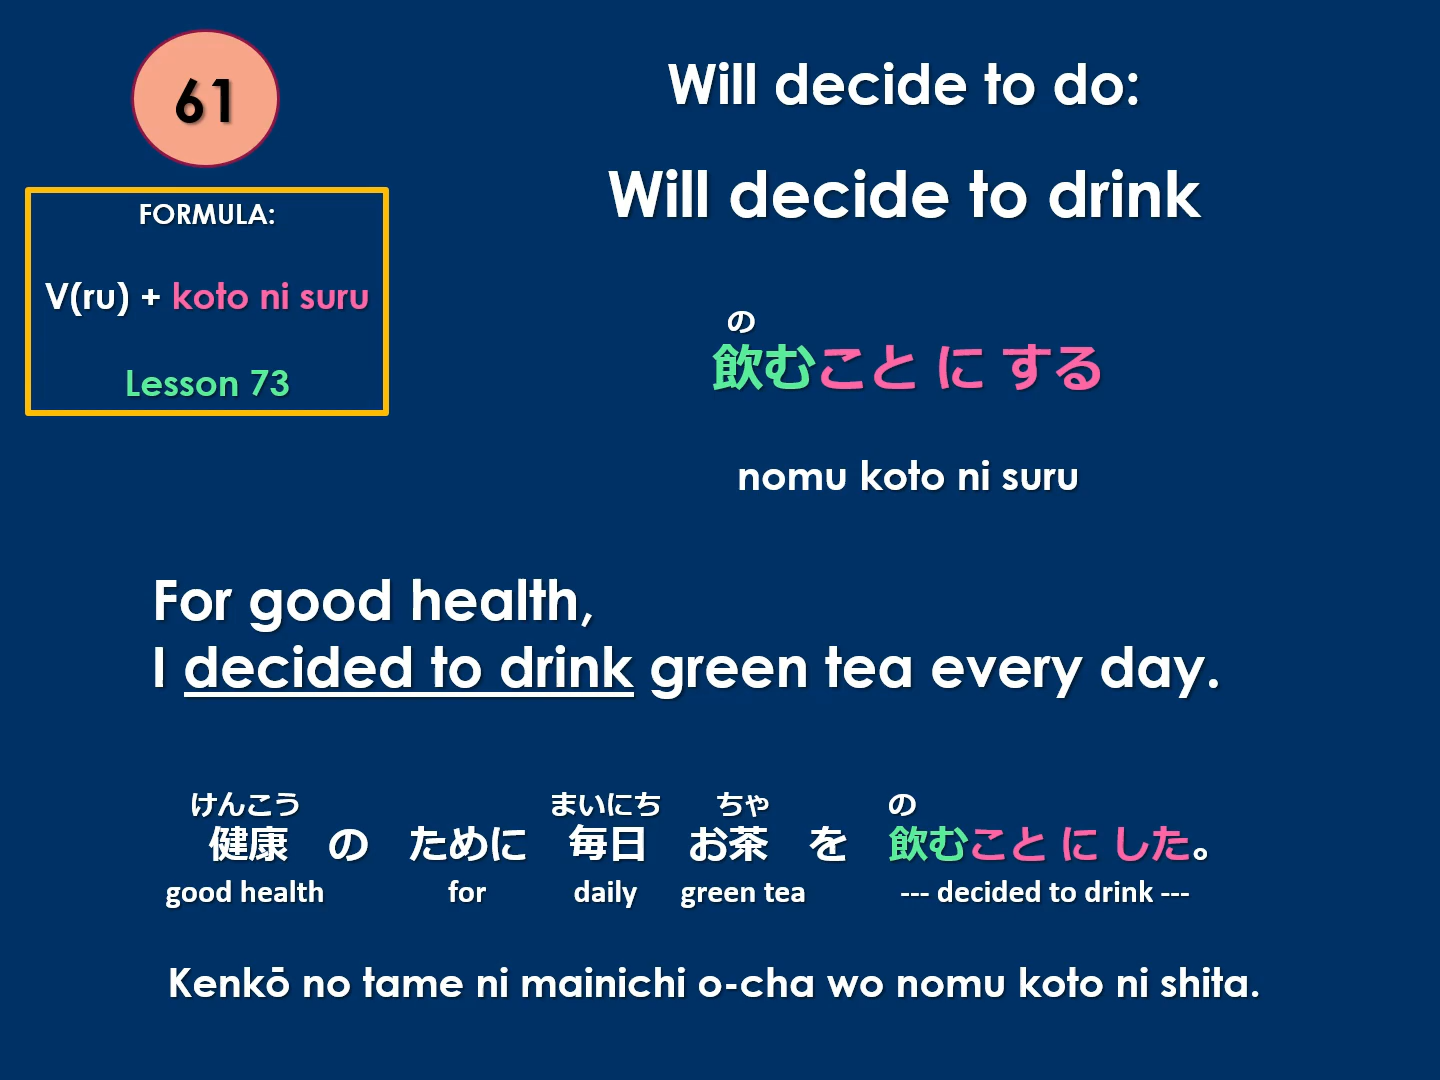 61
FORMULA:
V(ru) + koto ni suru
Lesson 73
Will decide to do:
Will decide to drink
の
飲むこと に する
nomu koto ni suru
For good health,
I decided to drink green tea every day.
けんこう まいにち ちゃ の
健康 の ために 毎日 お茶 を 飲むこと に した。
good health for daily green tea --- decided to drink ---
Kenkō no tame ni mainichi o-cha wo nomu koto ni shita.